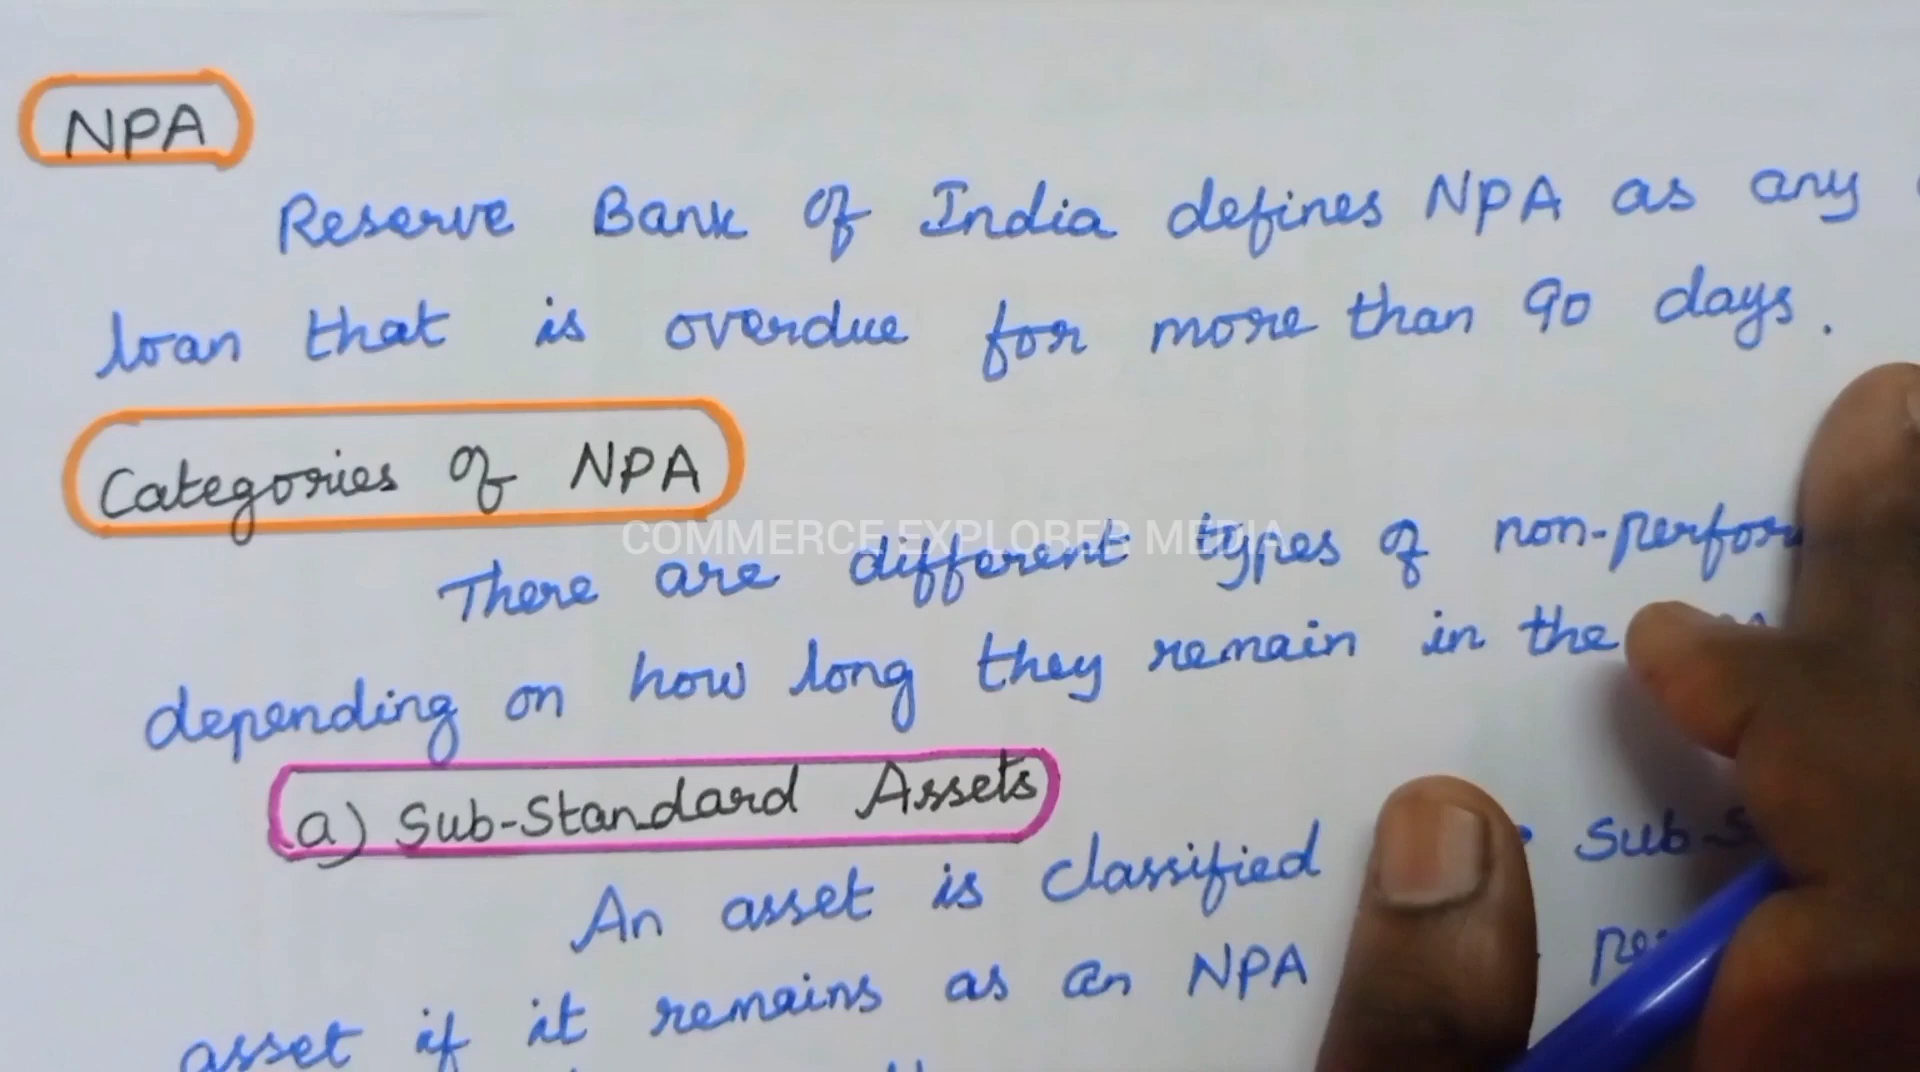 NPA
Reserve Bank of India defines NPA as any
loan that is overdue for more than 90 days.
Categories of NPA
COMMERCE EXPLORER MEDIA
There are different types of non-perfor
depending on how long they remain in the
a) Sub-Standard Assets
An asset is classified Sub-S
asset if it remains as an NPA